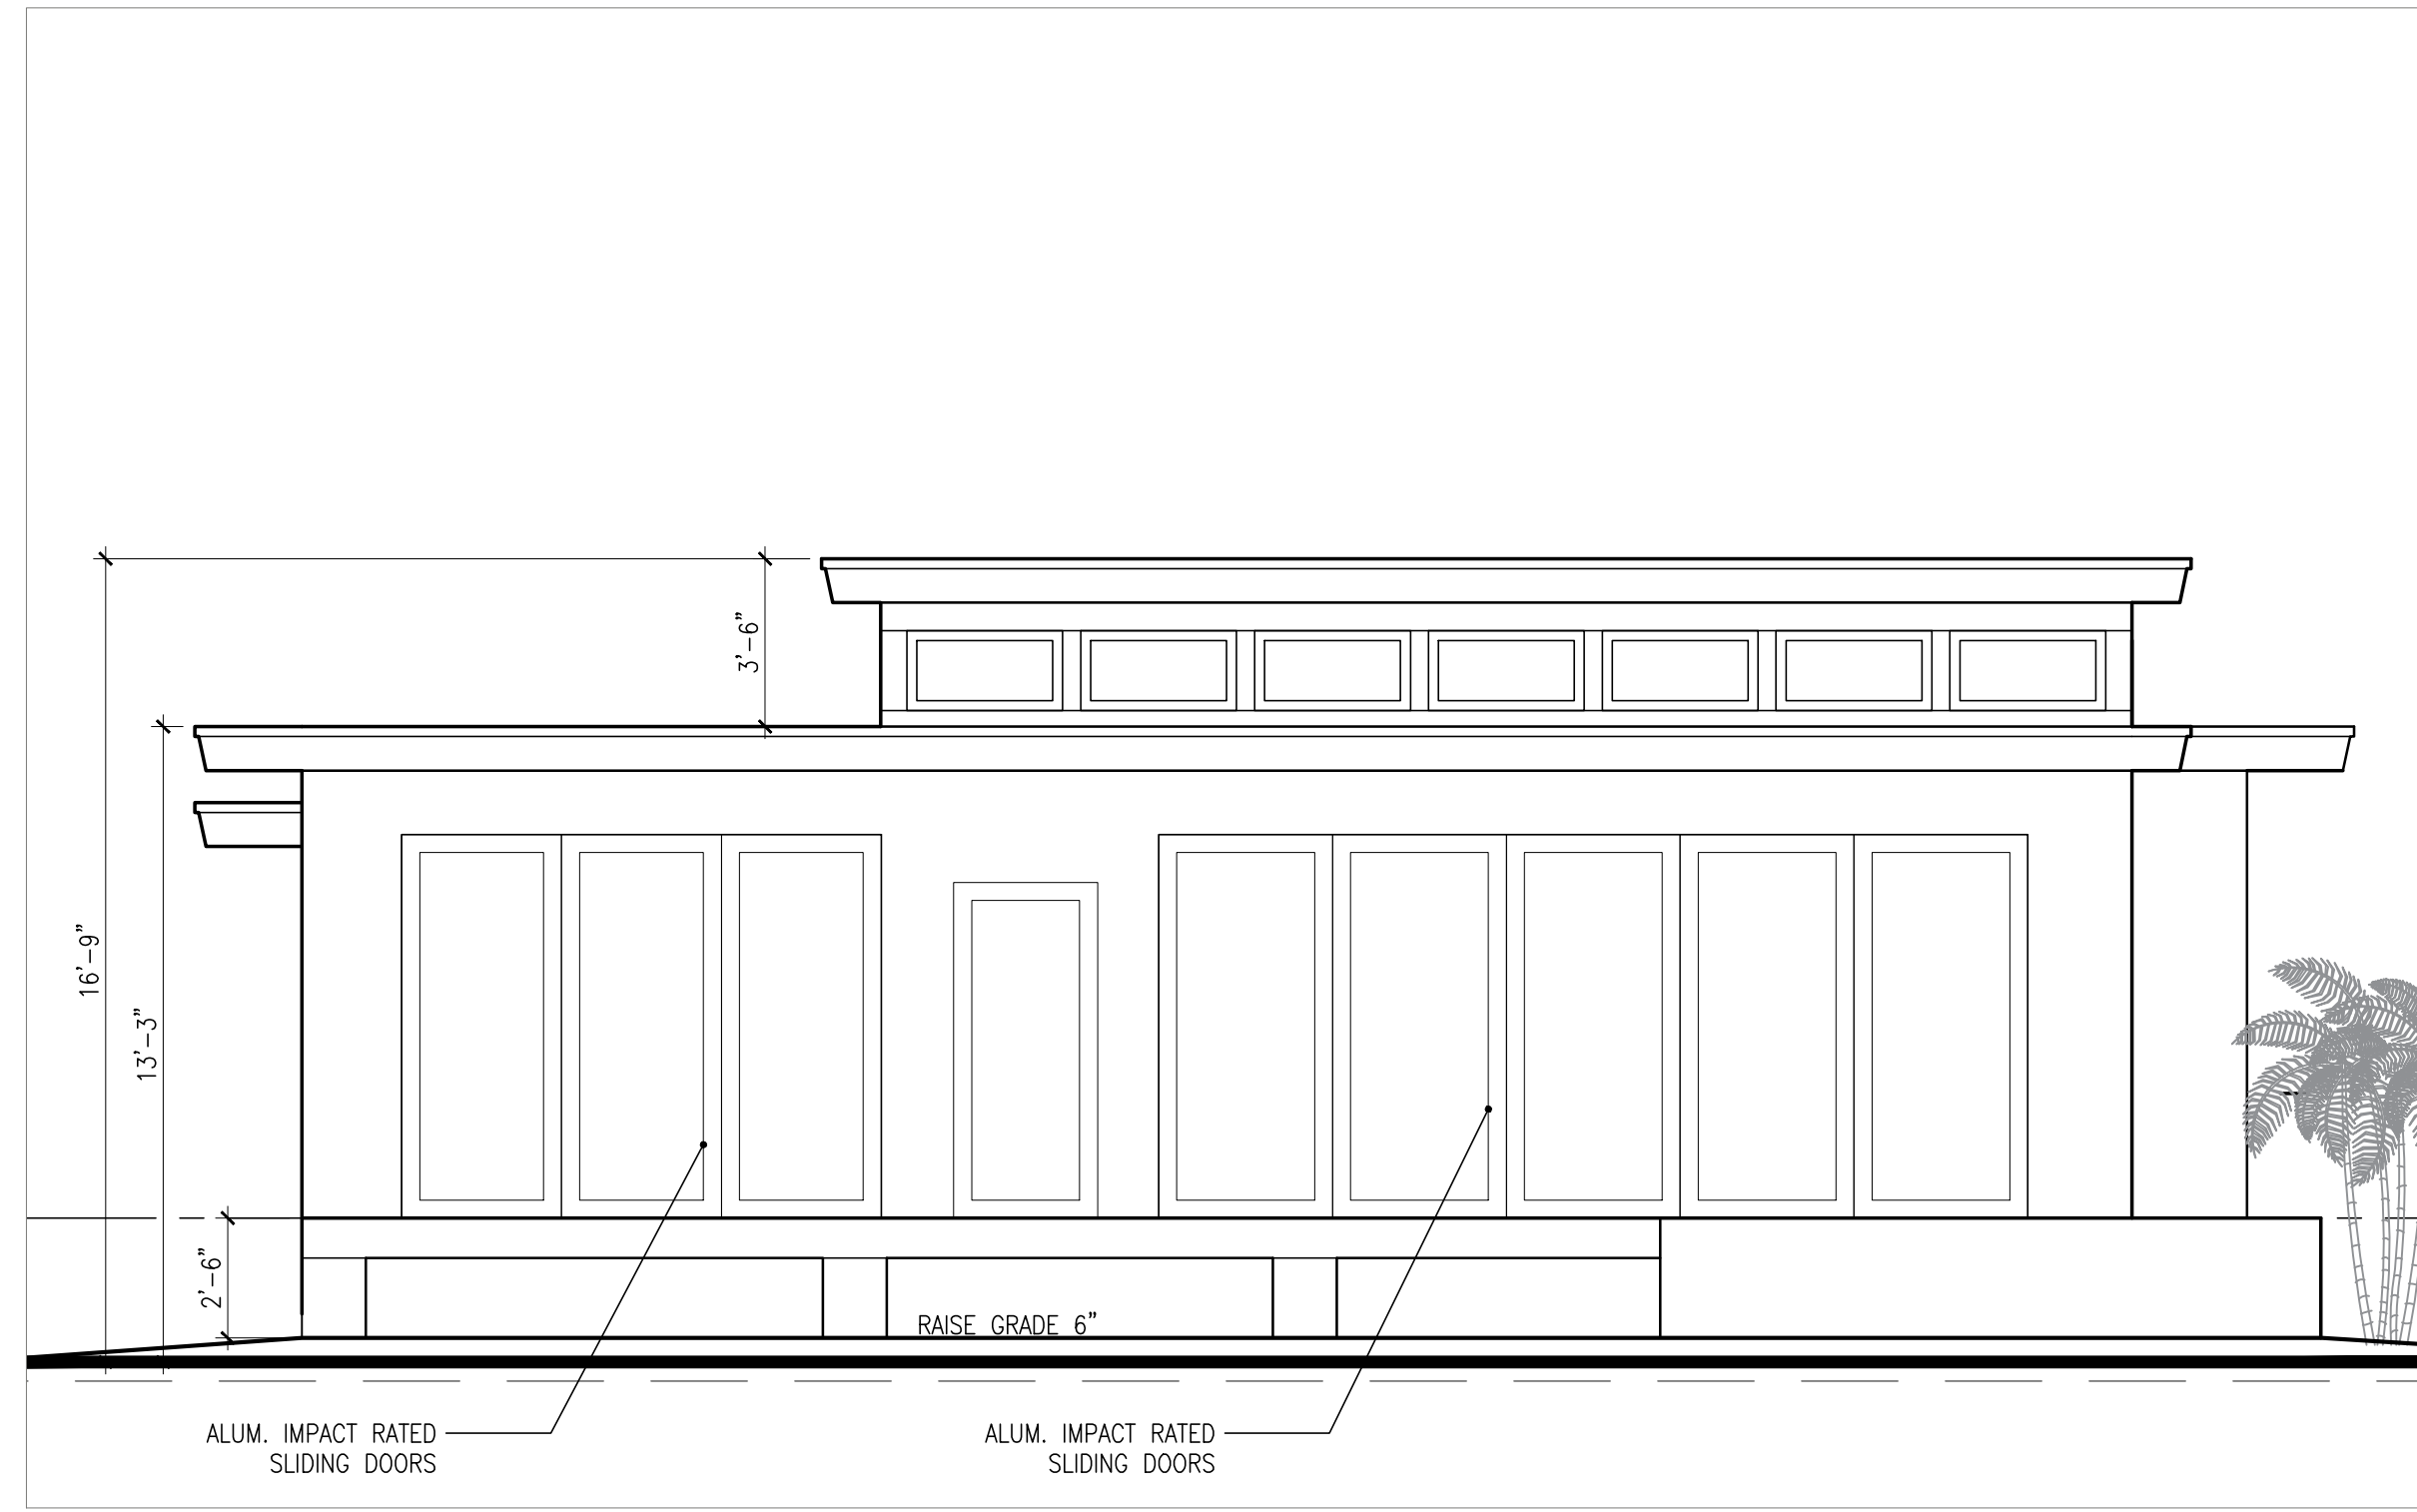 3'-6"
16'-9"
13'-3"
2'-6"
RAISE GRADE 6"
ALUM. IMPACT RATED
SLIDING DOORS
ALUM. IMPACT RATED
SLIDING DOORS